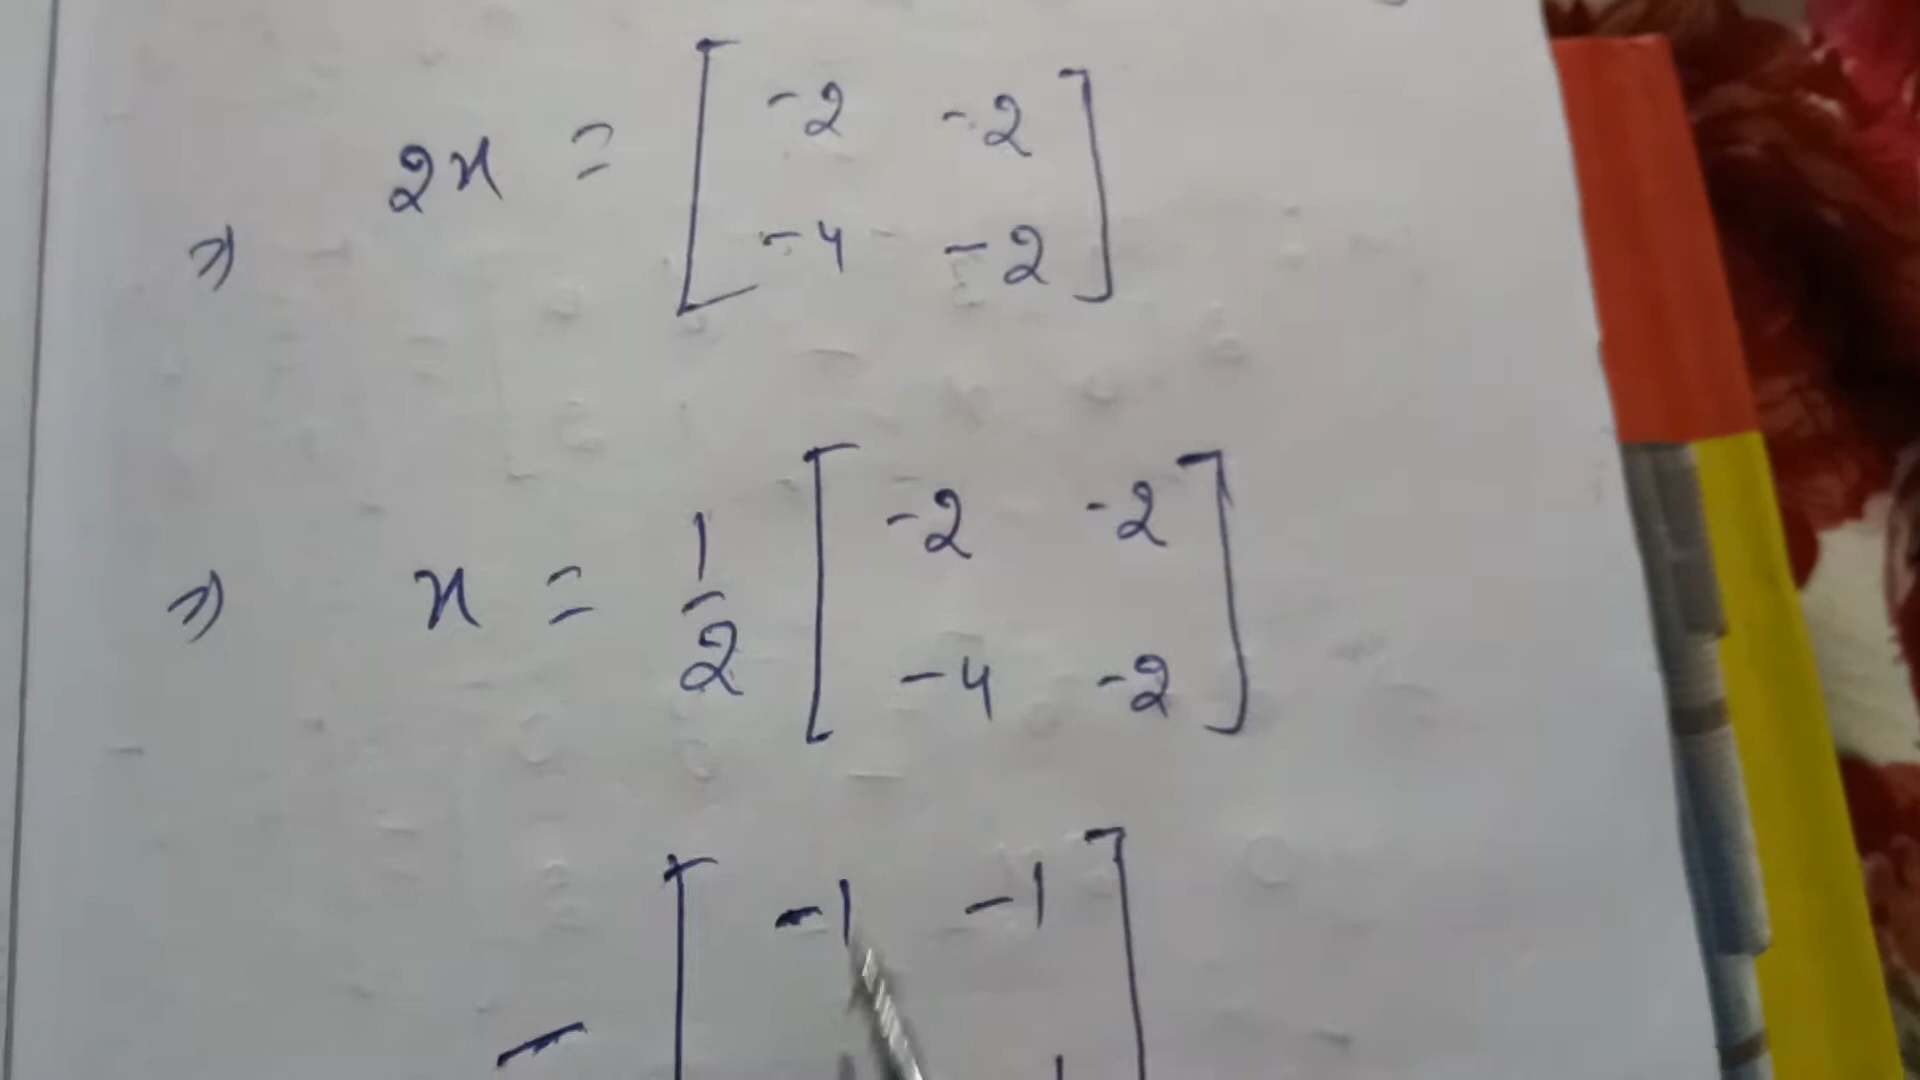 ⇒ 2x = [ -2 -2
-4 -2 ]
⇒ x = 1/2 [ -2 -2
-4 -2 ]
= [ -1 -1 ]